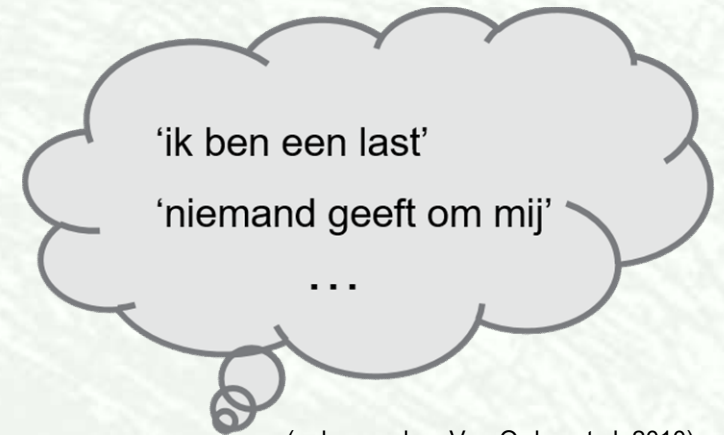 ‘ik ben een last’
‘niemand geeft om mij’
...